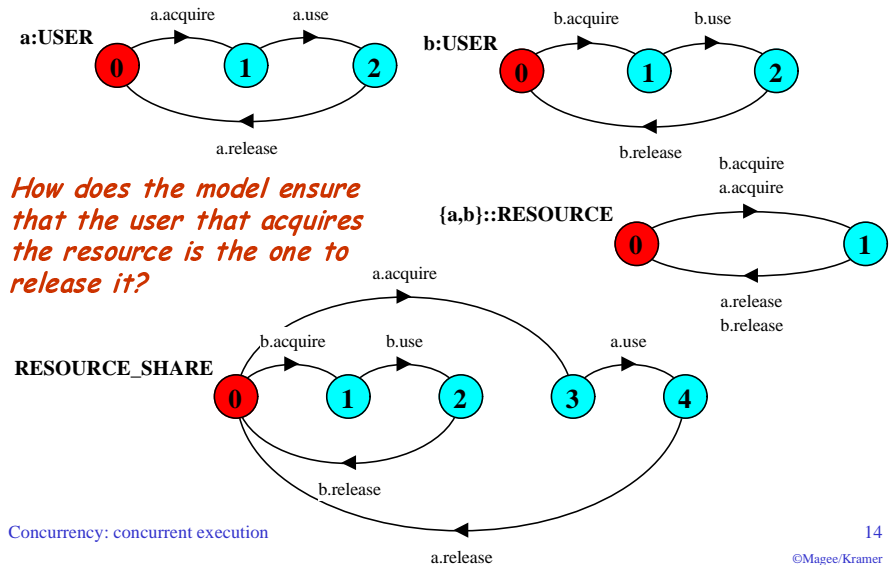 a.acquire
a.use
a:USER
0
1
2
a.release
b.acquire
b.use
b:USER
0
1
2
b.release
How does the model ensure
that the user that acquires
the resource is the one to
release it?
b.acquire
a.acquire
{a,b}::RESOURCE
0
1
a.release
b.release
a.acquire
b.acquire
b.use
a.use
RESOURCE_SHARE
0
1
2
3
4
b.release
a.release
Concurrency: concurrent execution
14
©Magee/Kramer